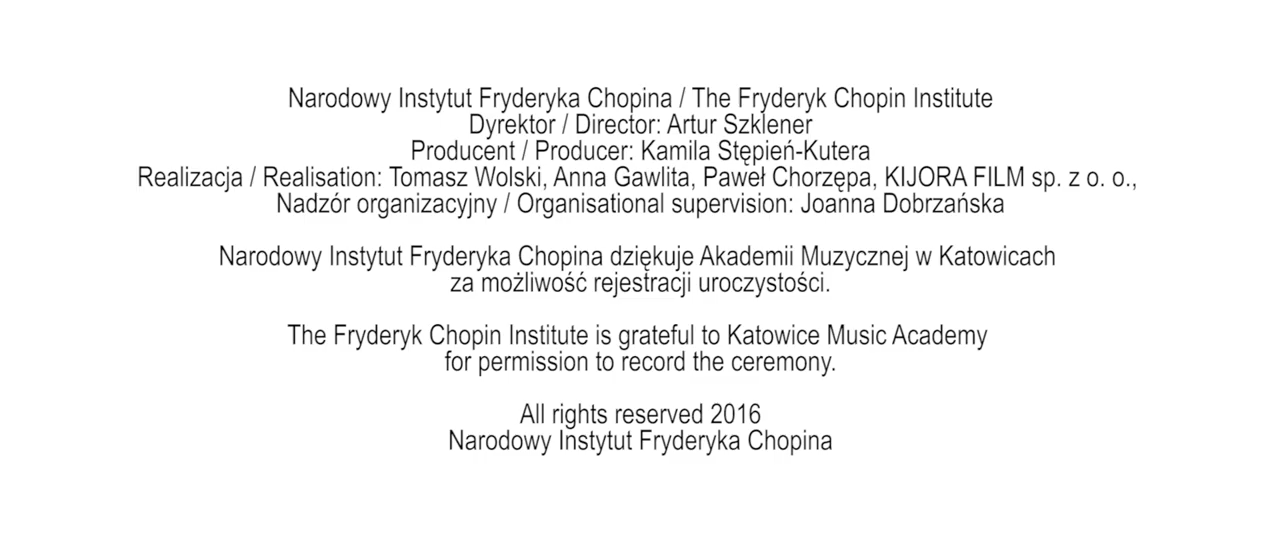 Narodowy Instytut Fryderyka Chopina / The Fryderyk Chopin Institute
Dyrektor / Director: Artur Szklener
Producent / Producer: Kamila Stępień-Kutera
Realizacja / Realisation: Tomasz Wolski, Anna Gawlita, Paweł Chorzępa, KIJORA FILM sp. z o. o.,
Nadzór organizacyjny / Organisational supervision: Joanna Dobrzańska
Narodowy Instytut Fryderyka Chopina dziękuje Akademii Muzycznej w Katowicach
za możliwość rejestracji uroczystości.
The Fryderyk Chopin Institute is grateful to Katowice Music Academy
for permission to record the ceremony.
All rights reserved 2016
Narodowy Instytut Fryderyka Chopina